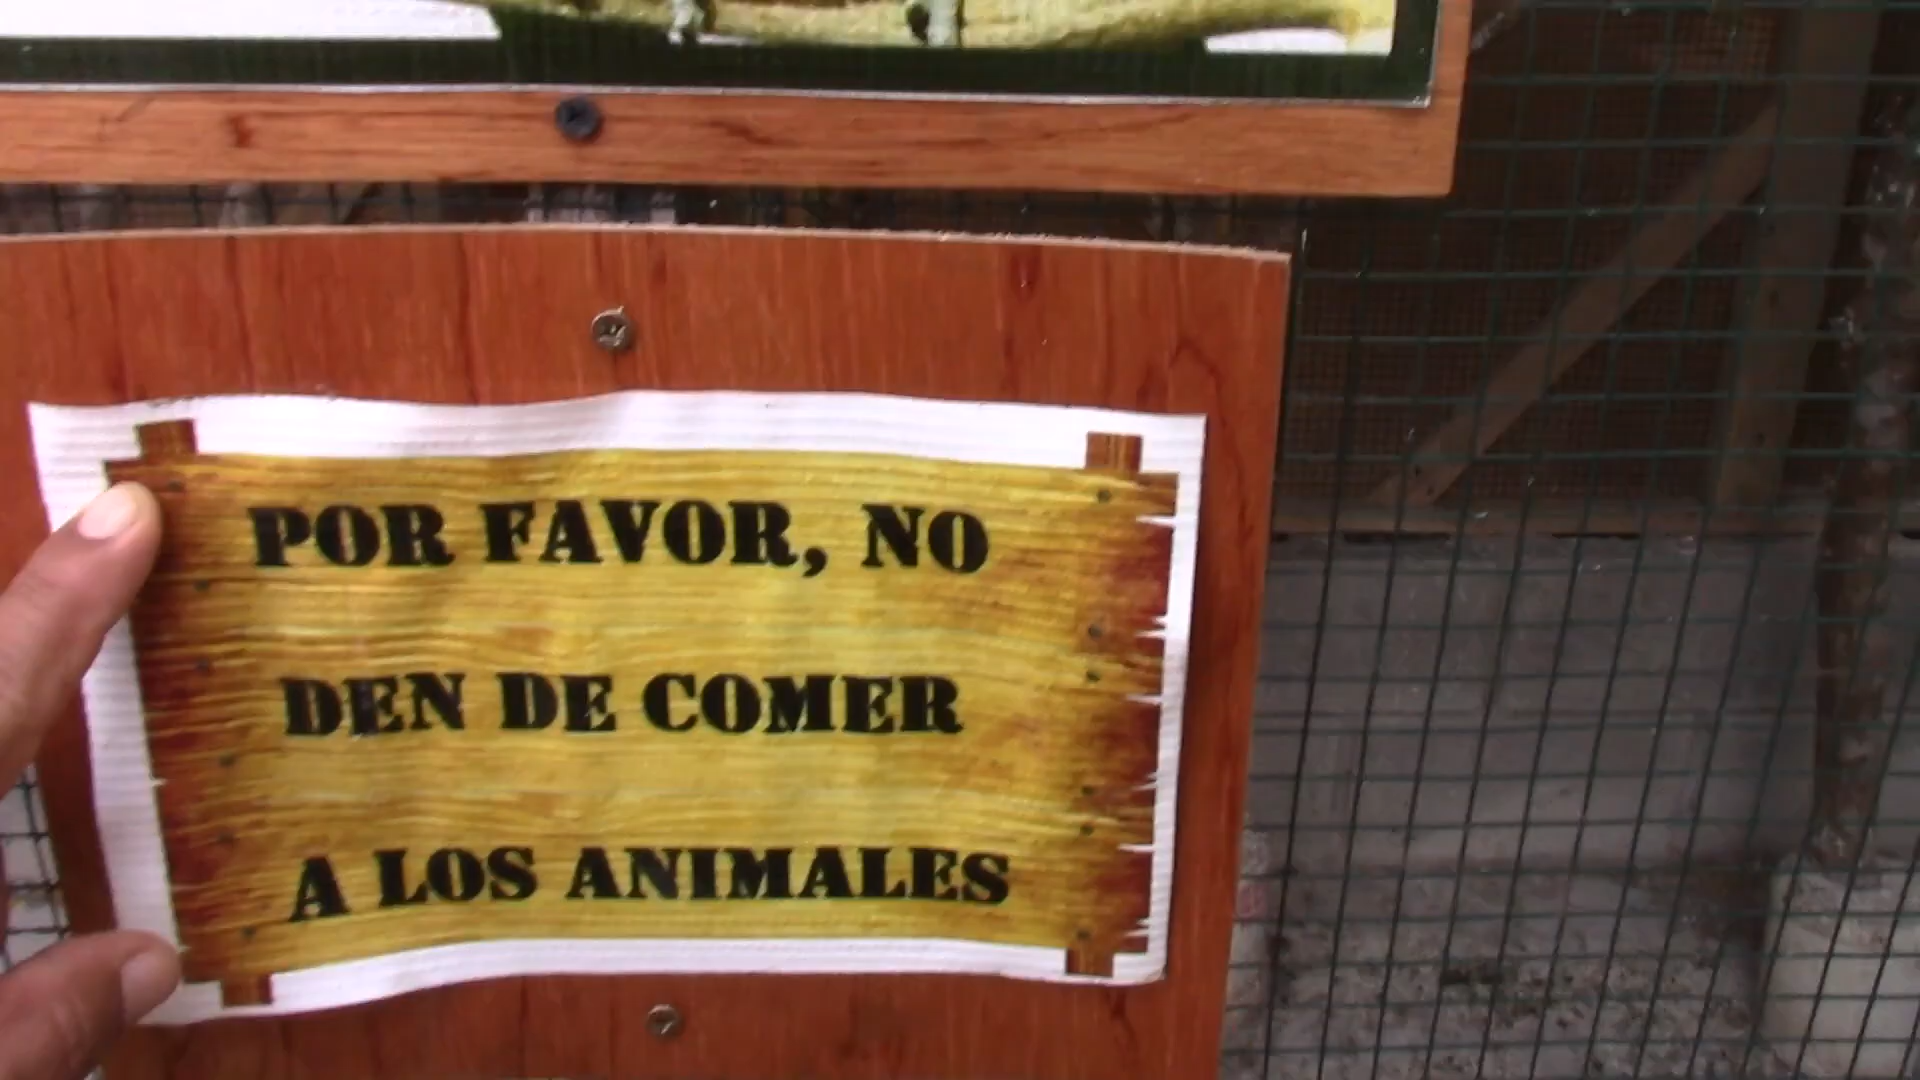 POR FAVOR, NO
DEN DE COMER
A LOS ANIMALES